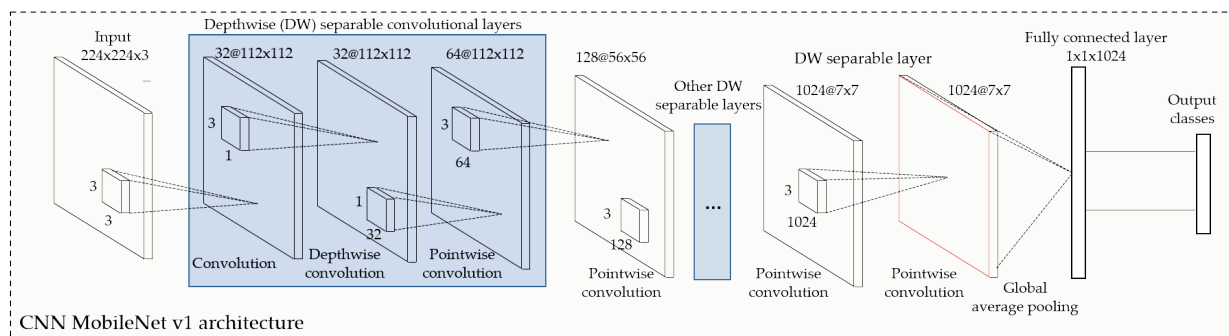 Depthwise (DW) separable convolutional layers
Input
224x224x3
32@112x112
32@112x112
64@112x112
128@56x56
DW separable layer
1024@7x7
1024@7x7
Fully connected layer
1x1x1024
Other DW
separable layers
Output
classes
3
3
3
1
1
32
3
64
3
128
...
3
1024
Convolution
Depthwise
convolution
Pointwise
convolution
Pointwise
convolution
Pointwise
convolution
Pointwise
convolution
Global
average pooling
CNN MobileNet v1 architecture